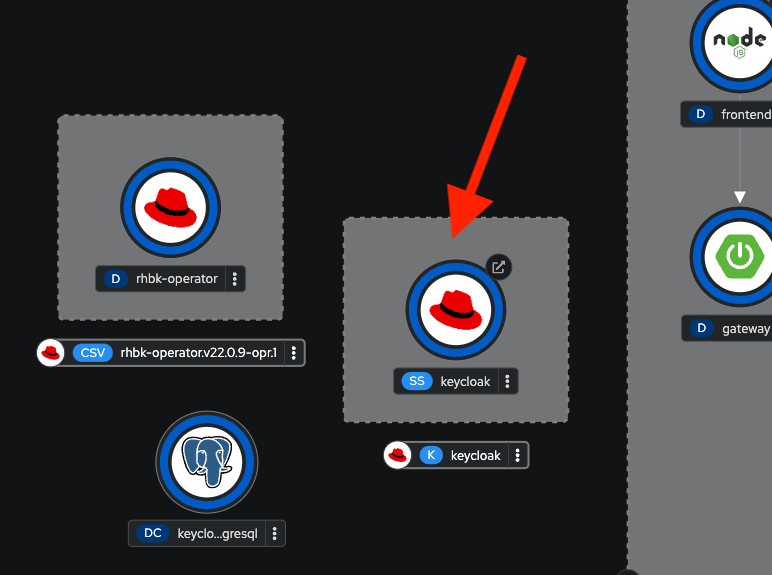 node
JS
D frontend
D rhbk-operator
CSV rhbk-operator.v22.0.9-opr.1
SS keycloak
D gateway
K keycloak
DC keyclo...gresql